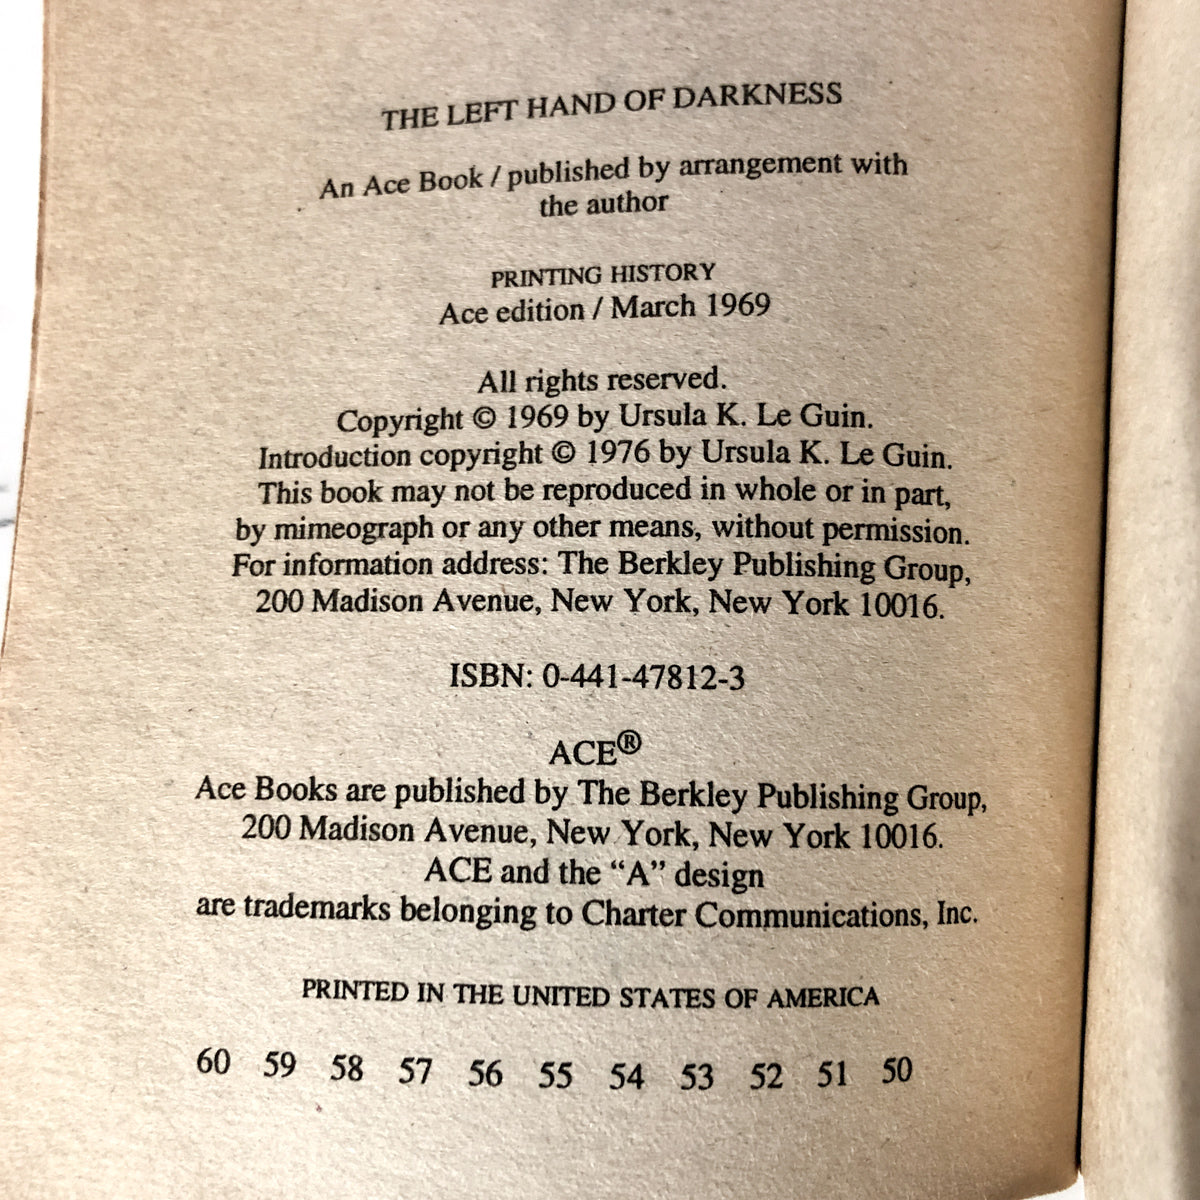 THE LEFT HAND OF DARKNESS
An Ace Book / published by arrangement with
the author
PRINTING HISTORY
Ace edition / March 1969
All rights reserved.
Copyright © 1969 by Ursula K. Le Guin.
Introduction copyright © 1976 by Ursula K. Le Guin.
This book may not be reproduced in whole or in part,
by mimeograph or any other means, without permission.
For information address: The Berkley Publishing Group,
200 Madison Avenue, New York, New York 10016.
ISBN: 0-441-47812-3
ACE®
Ace Books are published by The Berkley Publishing Group,
200 Madison Avenue, New York, New York 10016.
ACE and the “A” design
are trademarks belonging to Charter Communications, Inc.
PRINTED IN THE UNITED STATES OF AMERICA
60 59 58 57 56 55 54 53 52 51 50